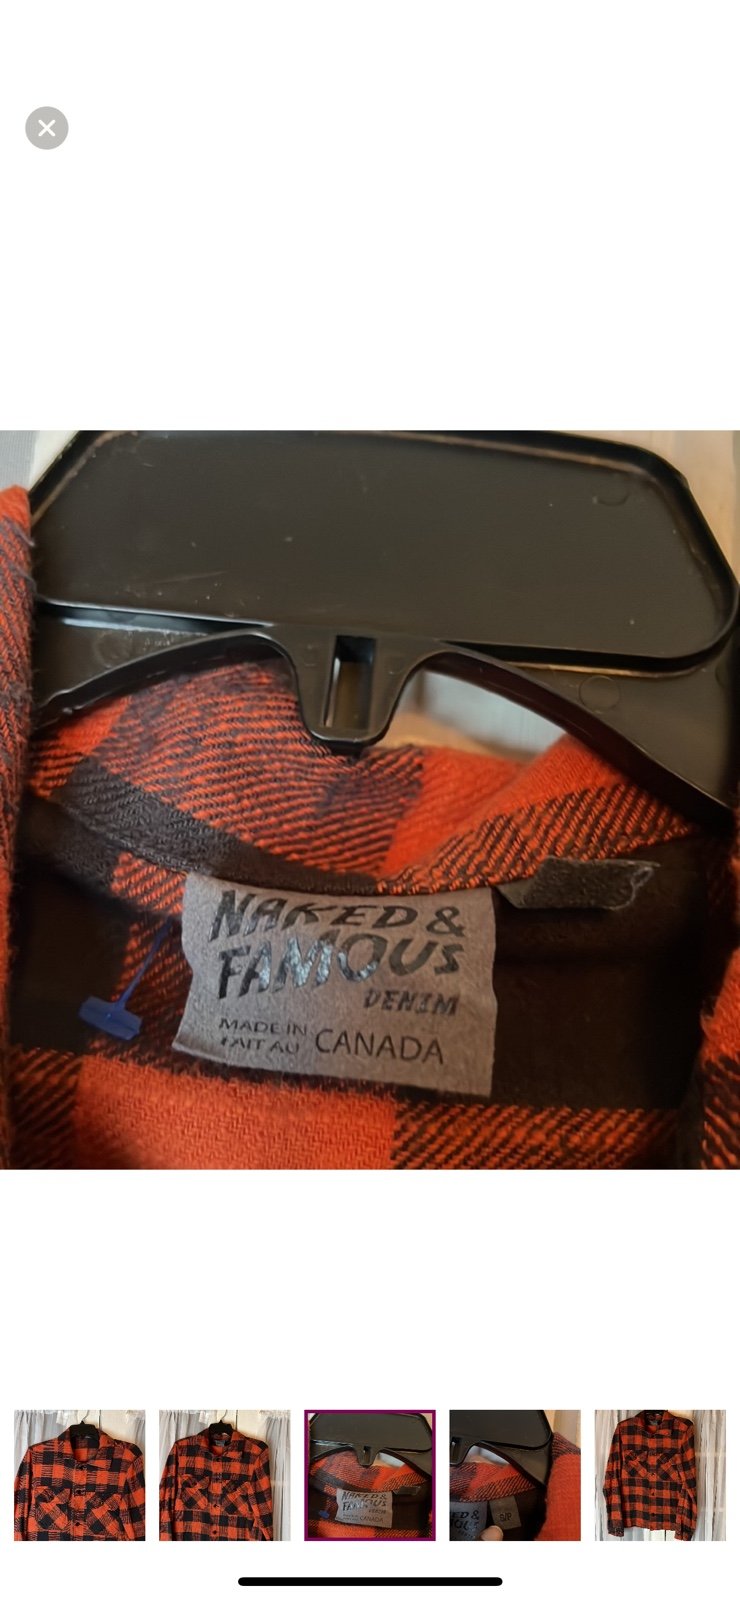 NAKED &
FAMOUS
DENIM
MADE IN
FAIT AU CANADA
S/P